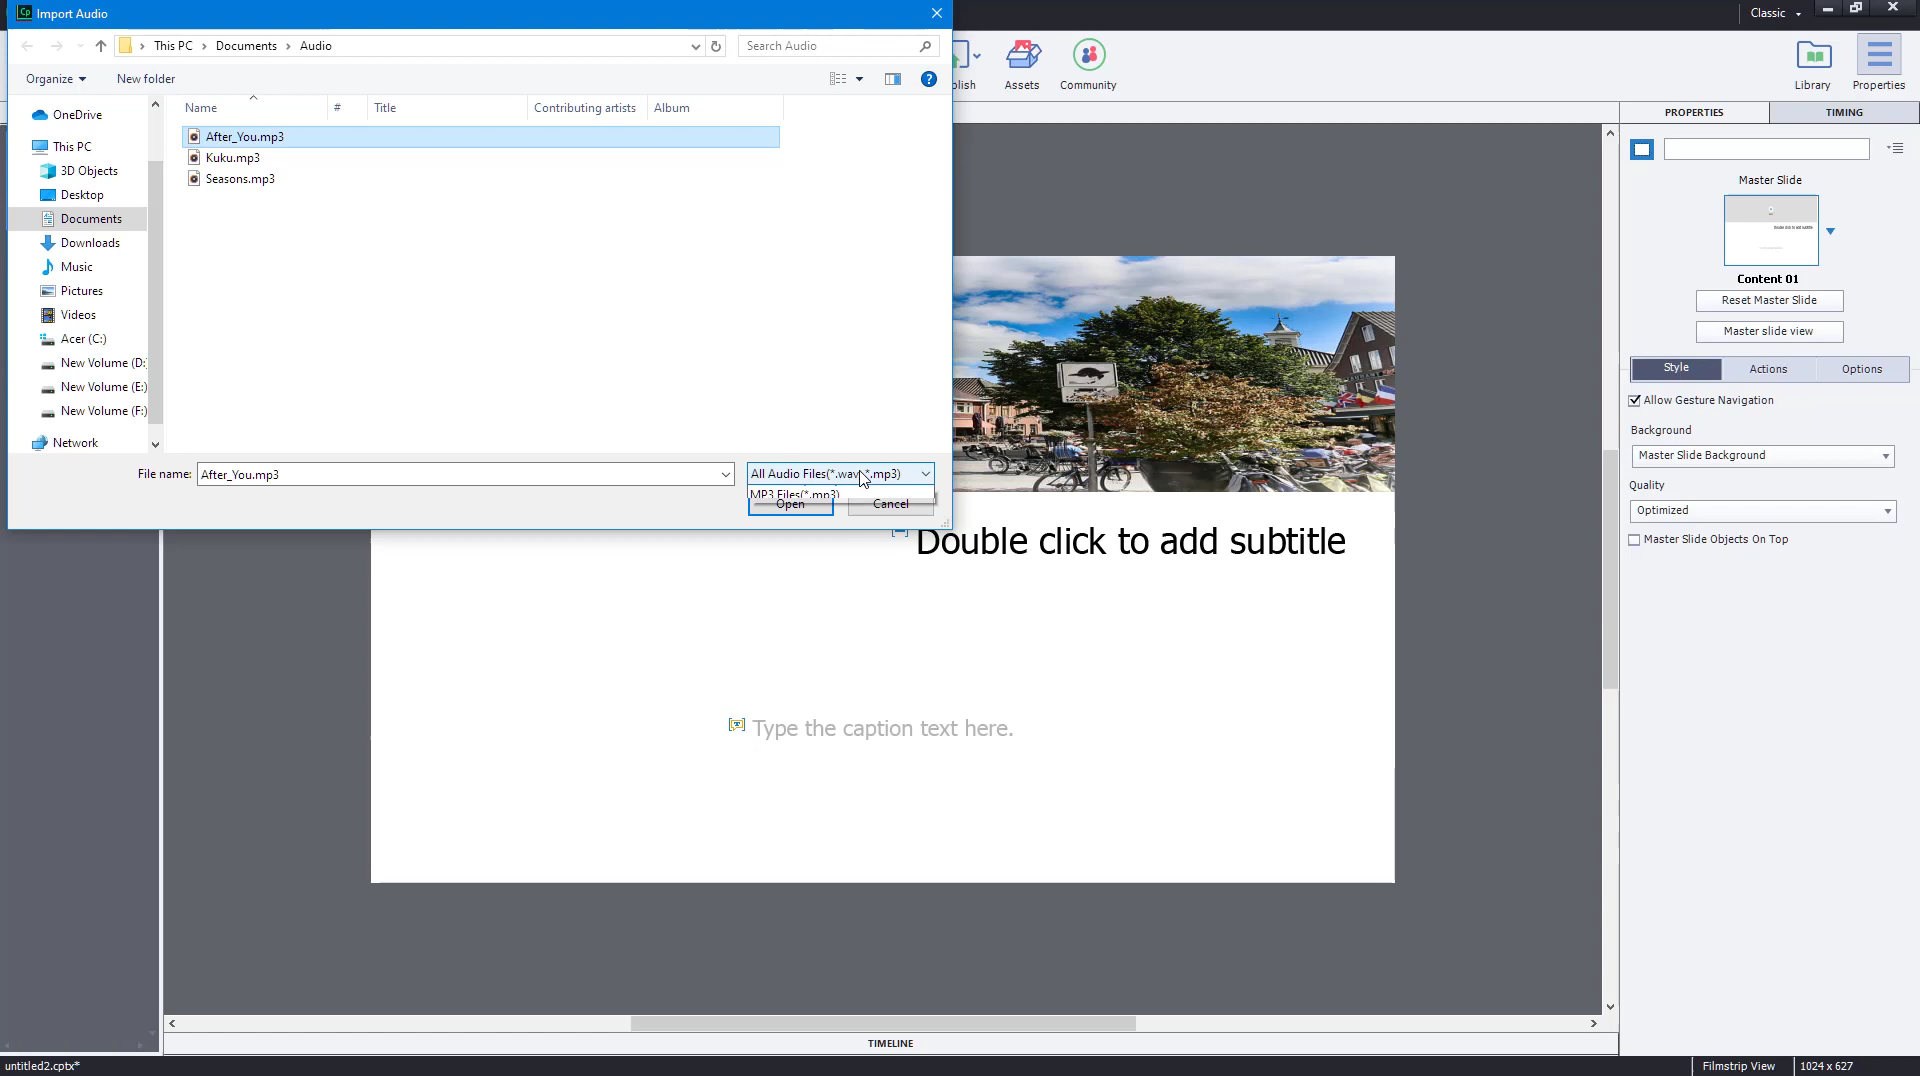 Import Audio
Classic
This PC > Documents > Audio
Search Audio
Organize
New folder
Assets
Community
Library
Properties
Name
#
Title
Contributing artists
Album
PROPERTIES
TIMING
OneDrive
This PC
3D Objects
Desktop
Documents
Downloads
Music
Pictures
Videos
Acer (C:)
New Volume (D:
New Volume (E:)
New Volume (F:)
Network
After_You.mp3
Kuku.mp3
Seasons.mp3
File name:
After_You.mp3
All Audio Files(*.wav *.mp3)
MP3 Files(*.mp3)
Open
Cancel
Master Slide
Double click to add subtitle
Content 01
Reset Master Slide
Master slide view
Style
Actions
Options
Allow Gesture Navigation
Background
Master Slide Background
Quality
Optimized
Master Slide Objects On Top
Double click to add subtitle
Type the caption text here.
TIMELINE
untitled2.cptx*
Filmstrip View
1024 x 627